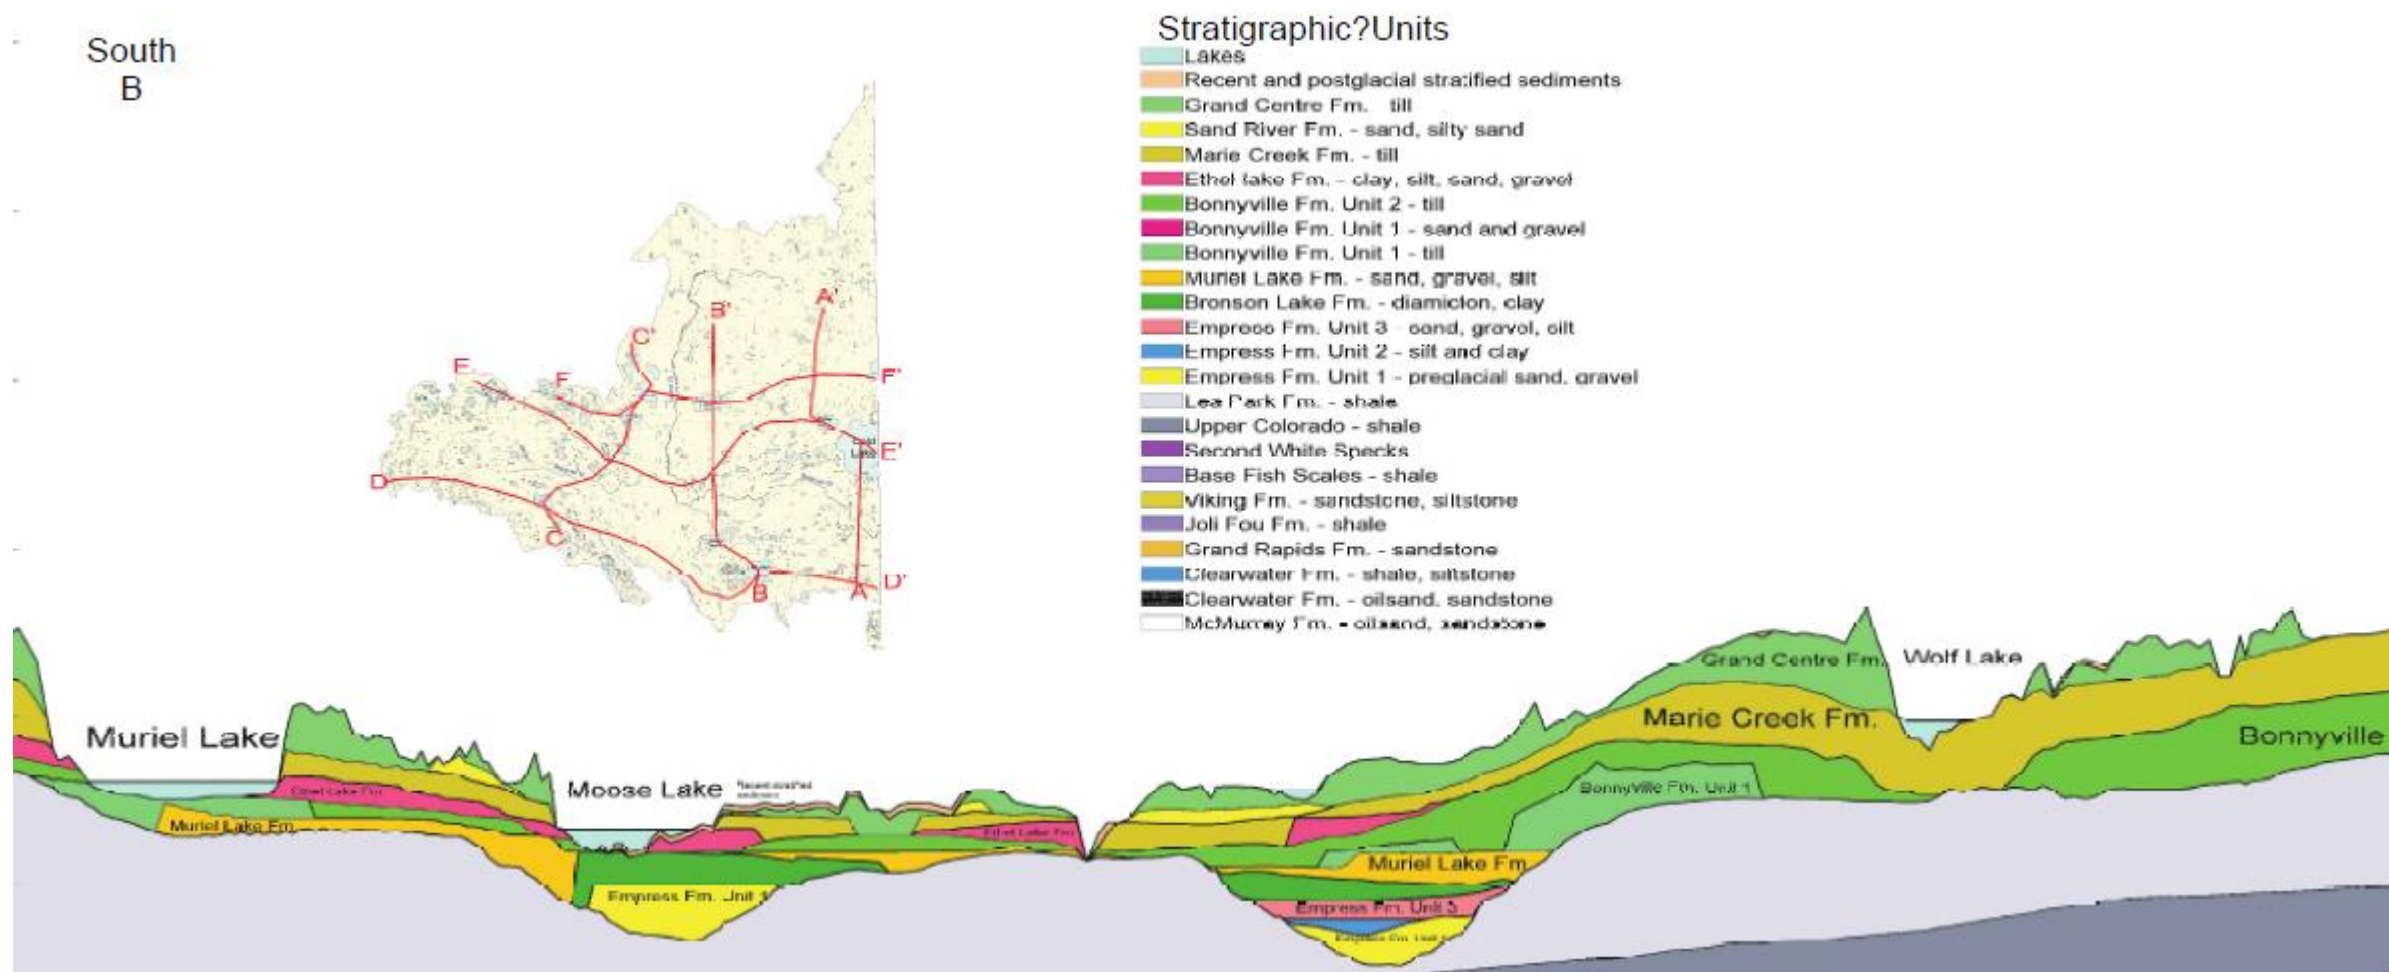 South
B
Stratigraphic?Units
Lakes
Recent and postglacial stratified sediments
Grand Centre Fm. till
Sand River Fm. - sand, silty sand
Marie Creek Fm. - till
Ethel lake Fm. - clay, silt, sand, gravel
Bonnyville Fm. Unit 2 - till
Bonnyville Fm. Unit 1 - sand and gravel
Bonnyville Fm. Unit 1 - till
Muriel Lake Fm. - sand, gravel, silt
Bronson Lake Fm. - diamicton, clay
Empress Fm. Unit 3 sand, gravel, silt
Empress Fm. Unit 2 - silt and clay
Empress Fm. Unit 1 - preglacial sand, gravel
Lea Park Fm. - shale
Upper Colorado - shale
Second White Specks
Base Fish Scales - shale
Viking Fm. - sandstone, siltstone
Joli Fou Fm. - shale
Grand Rapids Fm. - sandstone
Clearwater Fm. - shale, siltstone
Clearwater Fm. - oilsand, sandstone
McMurray Fm. - oilsand, sandstone
A'
B'
C'
E
F
F'
E'
Cold
Lake
D
C
B
A
D'
Grand Centre Fm.
Wolf Lake
Marie Creek Fm.
Muriel Lake
Bonnyville
Moose Lake
Recent stratified
sediment
Bonnyville Fm. Unit 1
Ethel Lake Fm
Muriel Lake Fm
Ethel Lake Fm
Muriel Lake Fm
Empress Fm. Unit 1
Empress Fm. Unit 3
Empress Fm. Unit